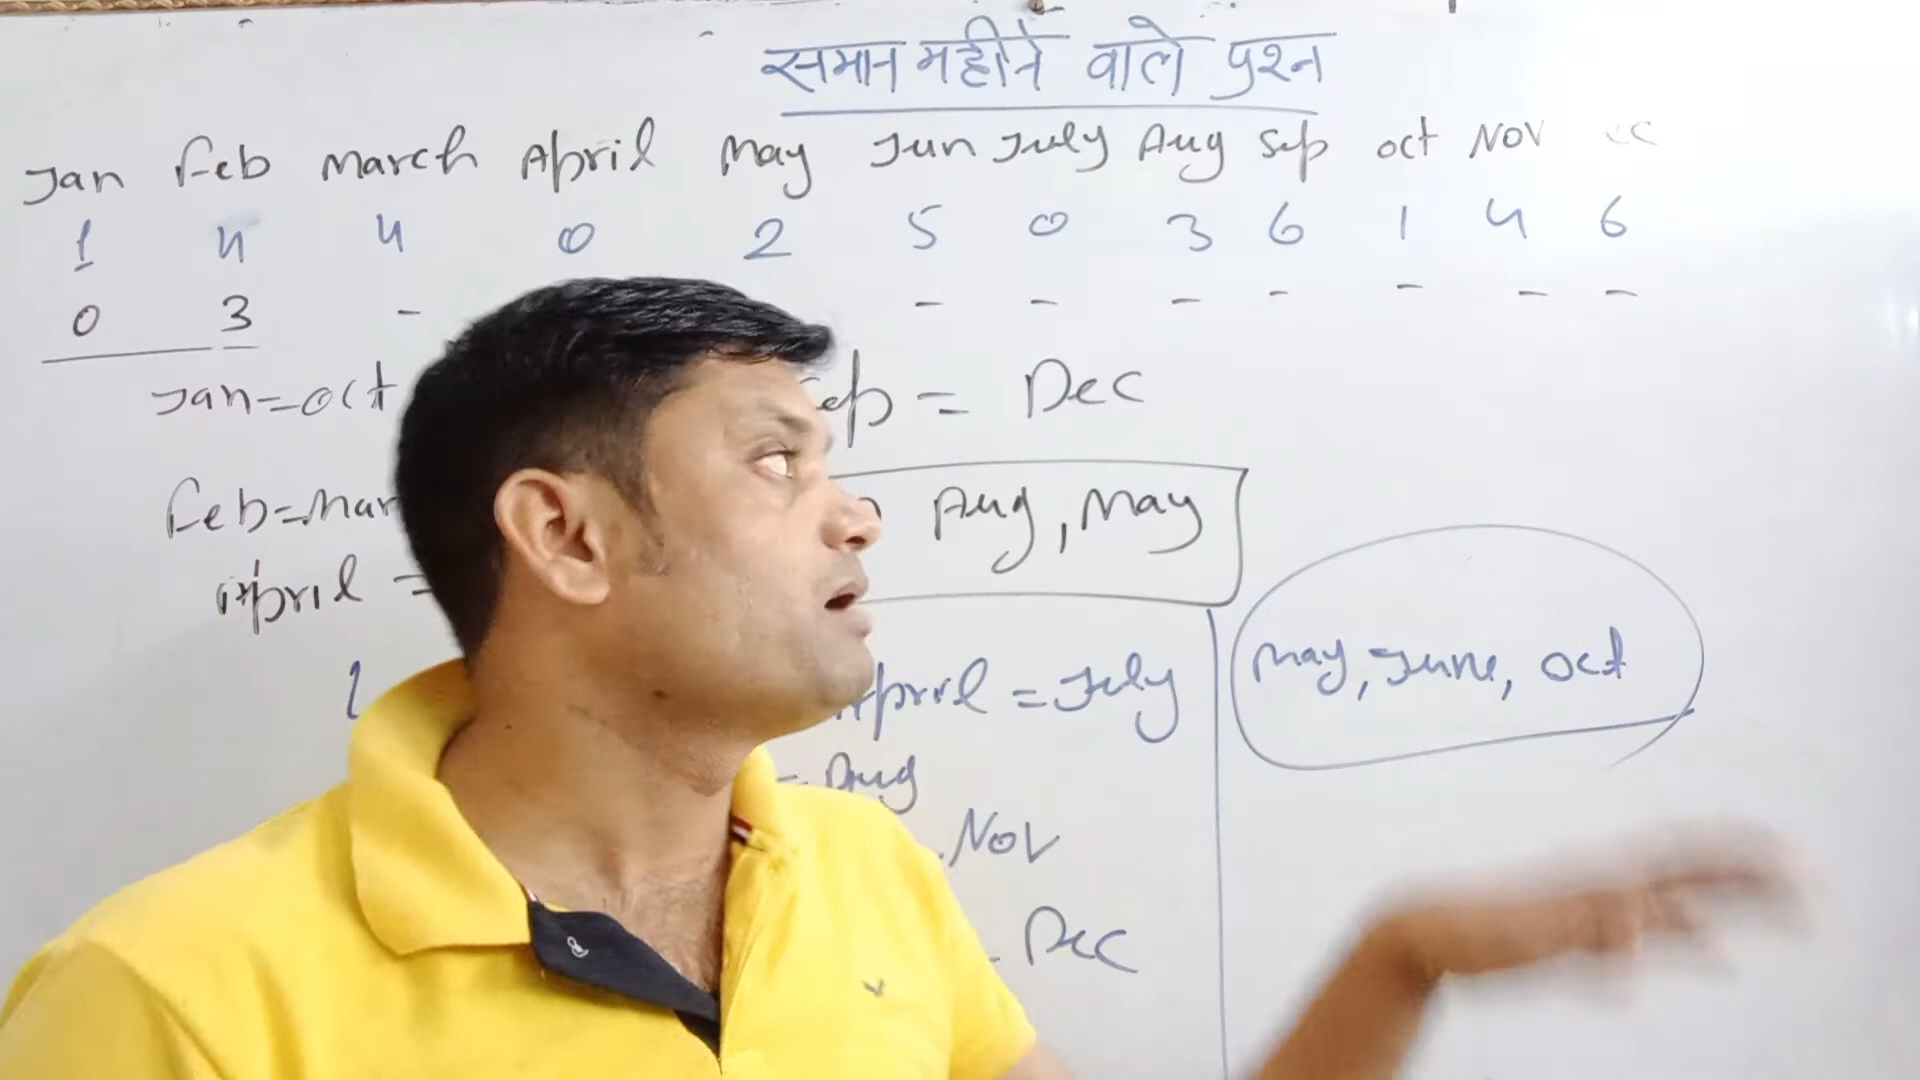 समान महीने वाले प्रश्न
Jan Feb March April May Jun July Aug Sep oct Nov
1 4 4 0 2 5 0 3 6 1 4 6
0 3 - - - - - - - -
Jan=oct = Dec
Feb= Aug, May
April =
April = July
= Aug
Nov
Dec
May, June, oct